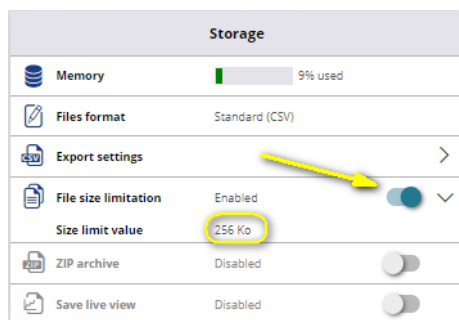 Storage
Memory 9% used
Files format Standard (CSV)
CSV Export settings
File size limitation Enabled
Size limit value 256 Ko
ZIP ZIP archive Disabled
Save live view Disabled